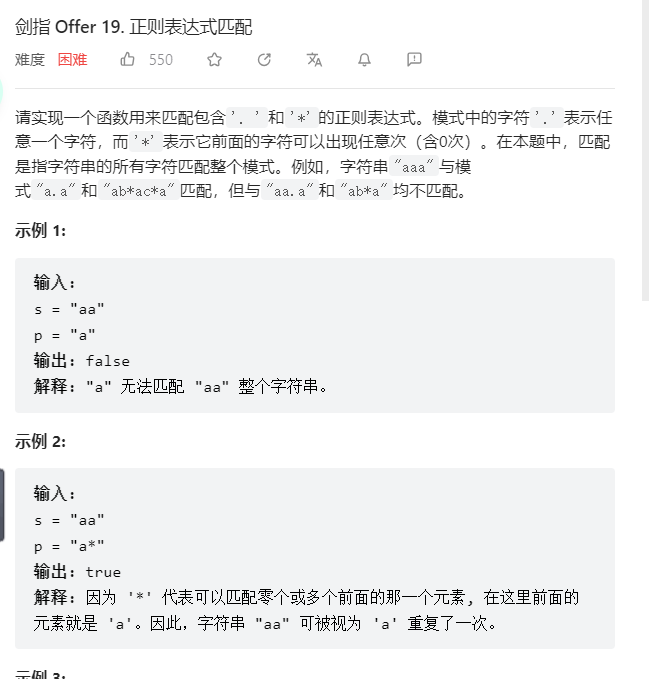 剑指 Offer 19. 正则表达式匹配
难度 困难 550
请实现一个函数用来匹配包含'. '和'*'的正则表达式。模式中的字符'.'表示任
意一个字符，而'*'表示它前面的字符可以出现任意次（含0次）。在本题中，匹配
是指字符串的所有字符匹配整个模式。例如，字符串"aaa"与模
式"a.a"和"ab*ac*a"匹配，但与"aa.a"和"ab*a"均不匹配。
示例 1:
输入:
s = "aa"
p = "a"
输出: false
解释: "a" 无法匹配 "aa" 整个字符串。
示例 2:
输入:
s = "aa"
p = "a*"
输出: true
解释: 因为 '*' 代表可以匹配零个或多个前面的那一个元素, 在这里前面的
元素就是 'a'。因此，字符串 "aa" 可被视为 'a' 重复了一次。
示例 3: